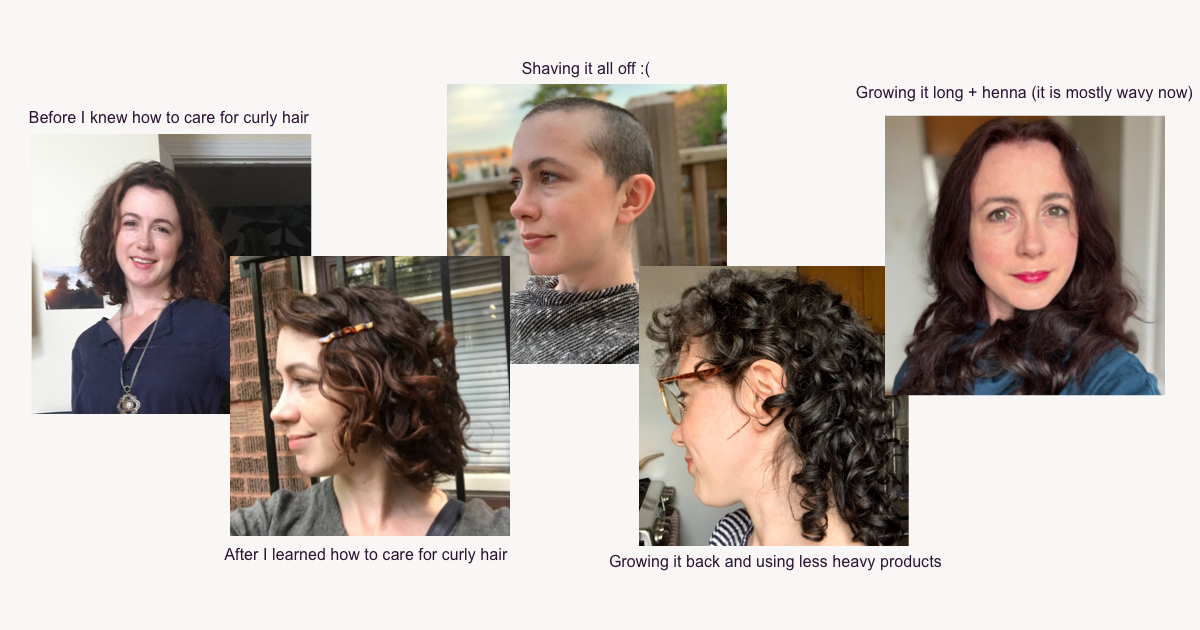 Before I knew how to care for curly hair
After I learned how to care for curly hair
Shaving it all off :(
Growing it back and using less heavy products
Growing it long + henna (it is mostly wavy now)